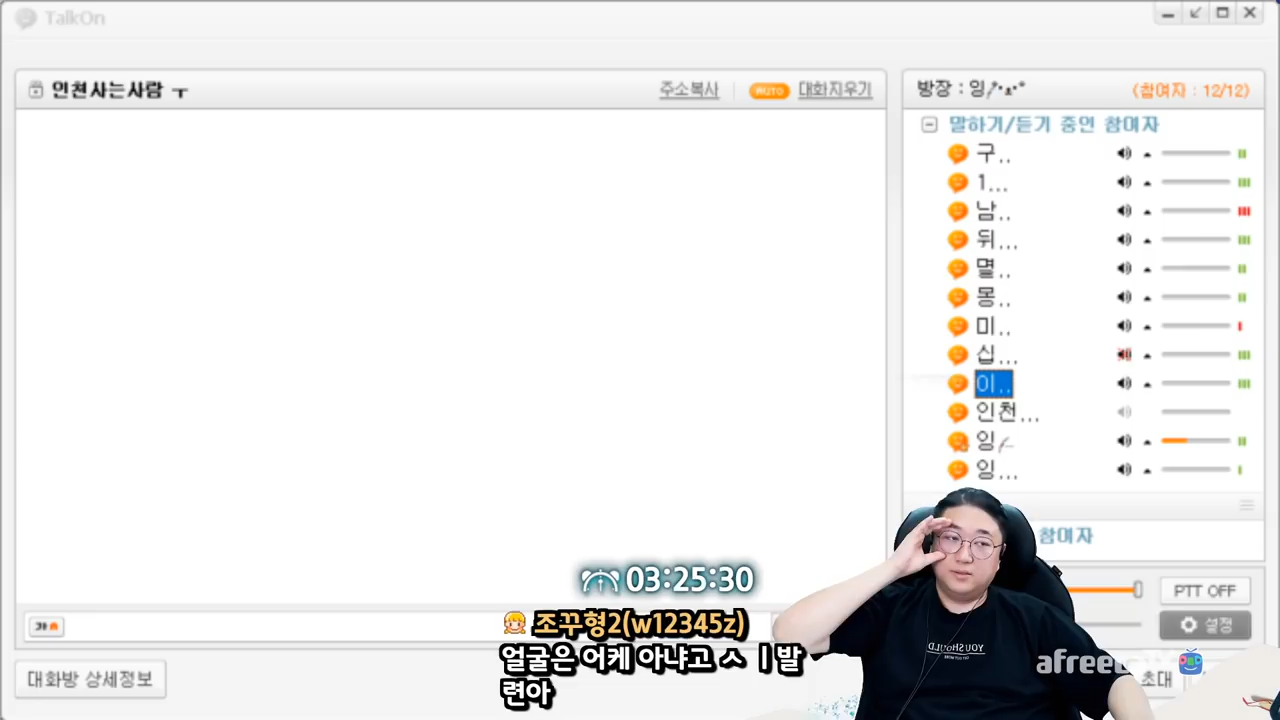 TalkOn
인천사는사람 ㅜ
주소복사
AUTO
대화지우기
방장 : 잉
(참여자 : 12/12)
말하기/듣기 중인 참여자
구..
1...
남..
뒤...
멸..
몽..
미..
십...
이..
인천...
잉
잉...
참여자
03:25:30
PTT OFF
조꾸형2(w12345z)
설정
얼굴은 어케 아냐고 ㅅ ㅣ발
련아
YOU SHOULD
대화방 상세정보
초대